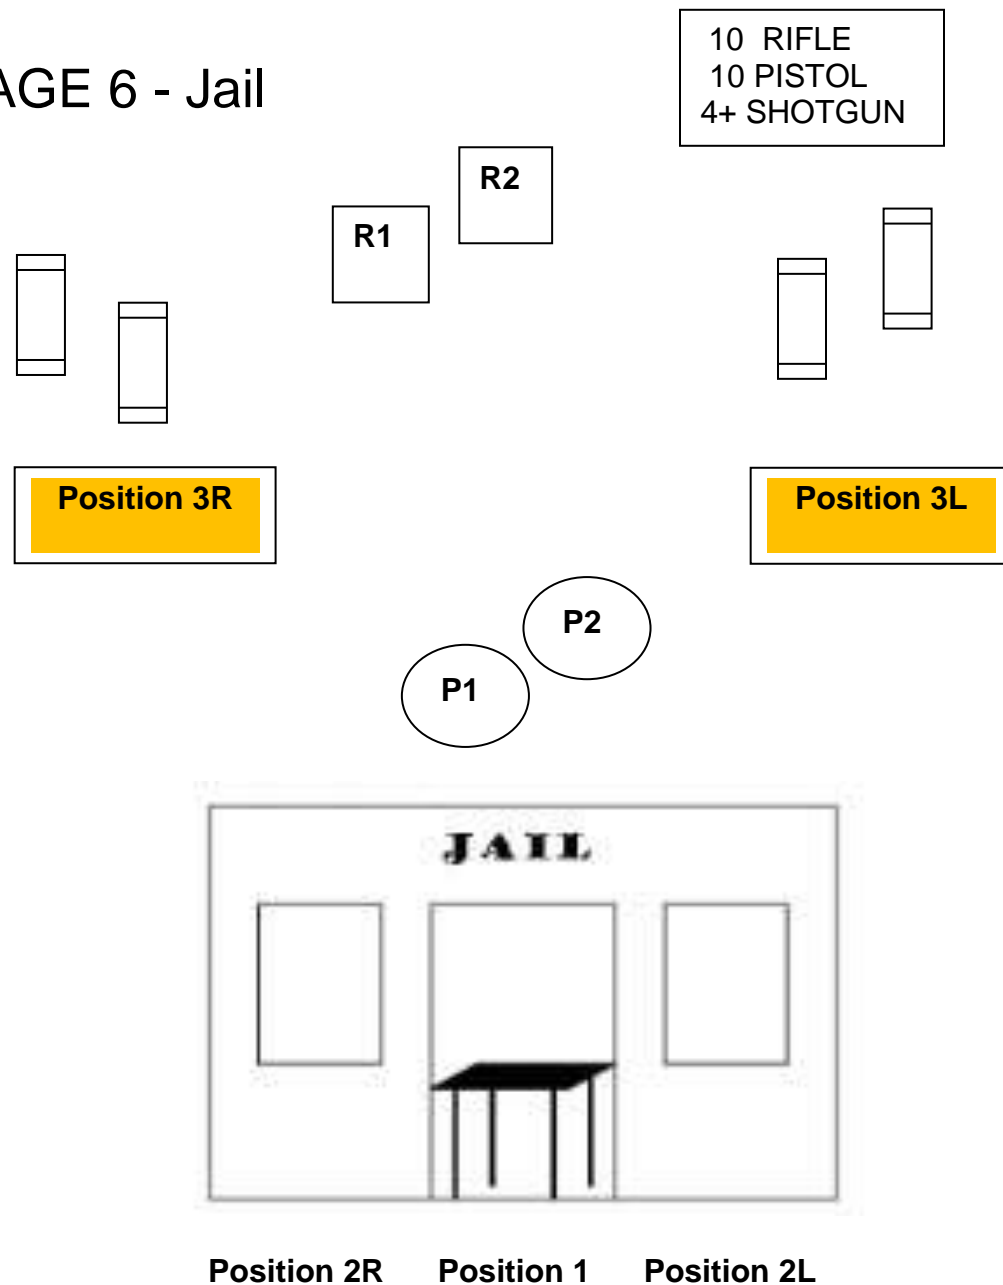 10 RIFLE
10 PISTOL
4+ SHOTGUN
AGE 6 - Jail
R2
R1
Position 3R
Position 3L
P2
P1
JAIL
Position 2R Position 1 Position 2L